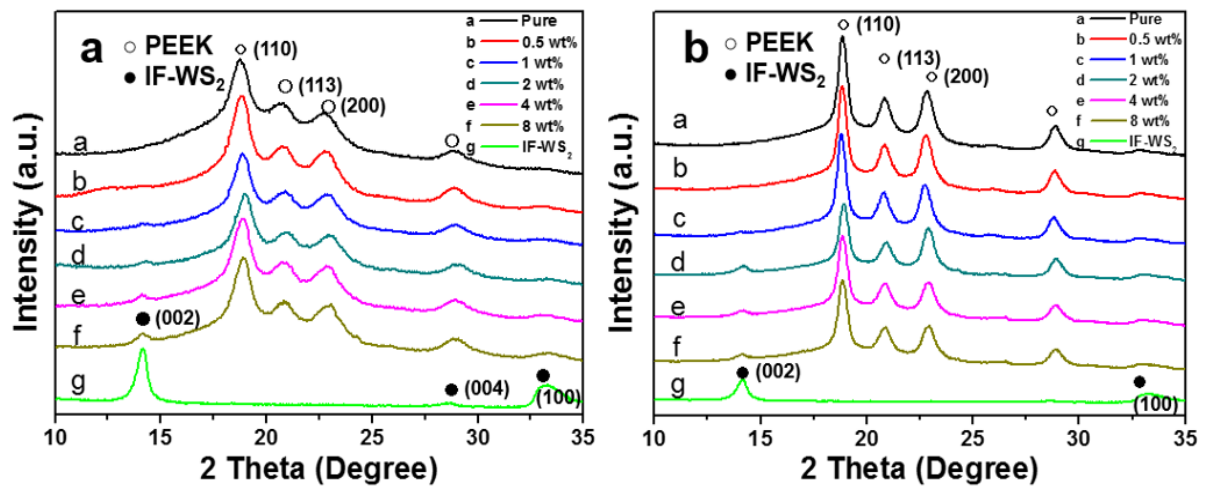 a
○ PEEK
● IF-WS2
a Pure
b 0.5 wt%
c 1 wt%
d 2 wt%
e 4 wt%
f 8 wt%
g IF-WS2
(110)
(113)
(200)
a
b
c
d
e
f
g
(002)
(004)
(100)
10 15 20 25 30 35
2 Theta (Degree)
Intensity (a.u.)
b
○ PEEK
● IF-WS2
a Pure
b 0.5 wt%
c 1 wt%
d 2 wt%
e 4 wt%
f 8 wt%
g IF-WS2
(110)
(113)
(200)
a
b
c
d
e
f
g
(002)
(100)
10 15 20 25 30 35
2 Theta (Degree)
Intensity (a.u.)